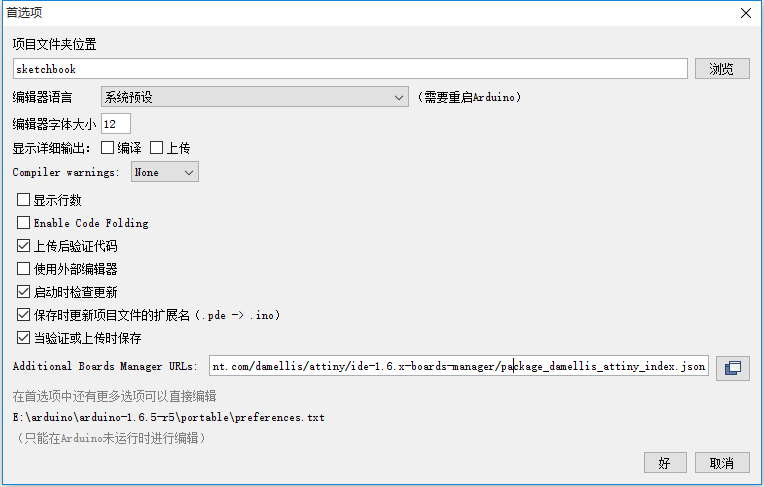 首选项
项目文件夹位置
sketchbook 浏览
编辑器语言 系统预设 （需要重启Arduino）
编辑器字体大小 12
显示详细输出： 编译 上传
Compiler warnings: None
显示行数
Enable Code Folding
上传后验证代码
使用外部编辑器
启动时检查更新
保存时更新项目文件的扩展名（.pde -> .ino）
当验证或上传时保存
Additional Boards Manager URLs: nt.com/damellis/attiny/ide-1.6.x-boards-manager/package_damellis_attiny_index.json
在首选项中还有更多选项可以直接编辑
E:\arduino\arduino-1.6.5-r5\portable\preferences.txt
（只能在Arduino未运行时进行编辑）
好 取消